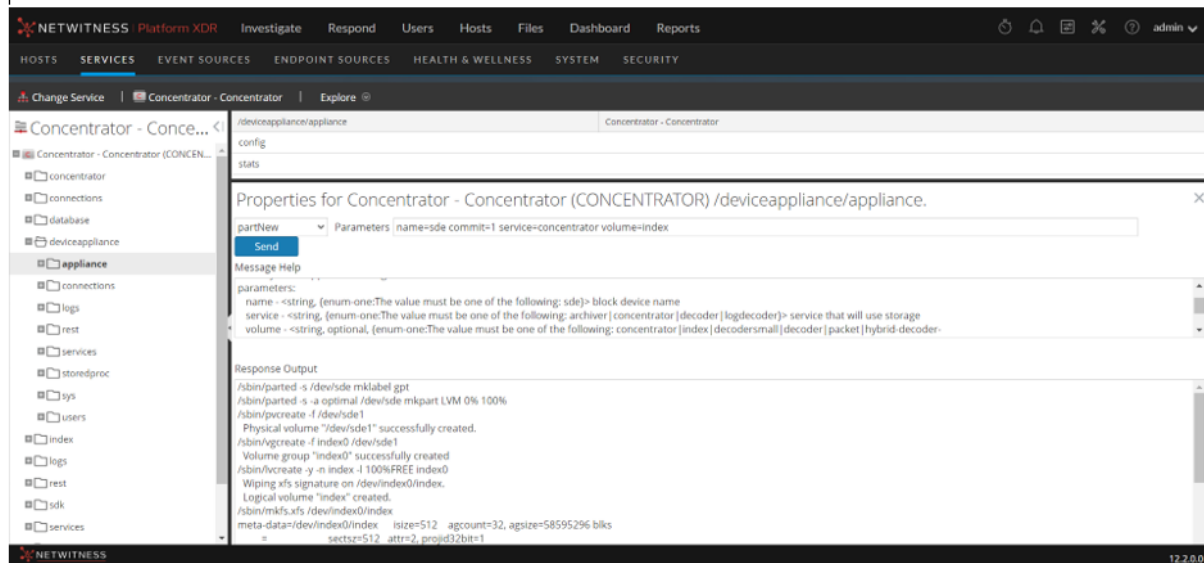 NETWITNESS Platform XDR Investigate Respond Users Hosts Files Dashboard Reports admin
HOSTS SERVICES EVENT SOURCES ENDPOINT SOURCES HEALTH & WELLNESS SYSTEM SECURITY
Change Service | Concentrator - Concentrator | Explore
Concentrator - Conce...
Concentrator - Concentrator (CONCEN...
concentrator
connections
database
deviceappliance
appliance
connections
logs
rest
services
storedproc
sys
users
index
logs
rest
sdk
services
/deviceappliance/appliance Concentrator - Concentrator
config
stats
Properties for Concentrator - Concentrator (CONCENTRATOR) /deviceappliance/appliance.
partNew Parameters name=sde commit=1 service=concentrator volume=index
Send
Message Help
parameters:
name - <string, {enum-one:The value must be one of the following: sde}> block device name
service - <string, {enum-one:The value must be one of the following: archiver|concentrator|decoder|logdecoder}> service that will use storage
volume - <string, optional, {enum-one:The value must be one of the following: concentrator|index|decodersmall|decoder|packet|hybrid-decoder-
Response Output
/sbin/parted -s /dev/sde mklabel gpt
/sbin/parted -s -a optimal /dev/sde mkpart LVM 0% 100%
/sbin/pvcreate -f /dev/sde1
Physical volume "/dev/sde1" successfully created.
/sbin/vgcreate -f index0 /dev/sde1
Volume group "index0" successfully created
/sbin/lvcreate -y -n index -l 100%FREE index0
Wiping xfs signature on /dev/index0/index.
Logical volume "index" created.
/sbin/mkfs.xfs /dev/index0/index
meta-data=/dev/index0/index isize=512 agcount=32, agsize=58595296 blks
= sectsz=512 attr=2, projid32bit=1
NETWITNESS 12.2.0.0